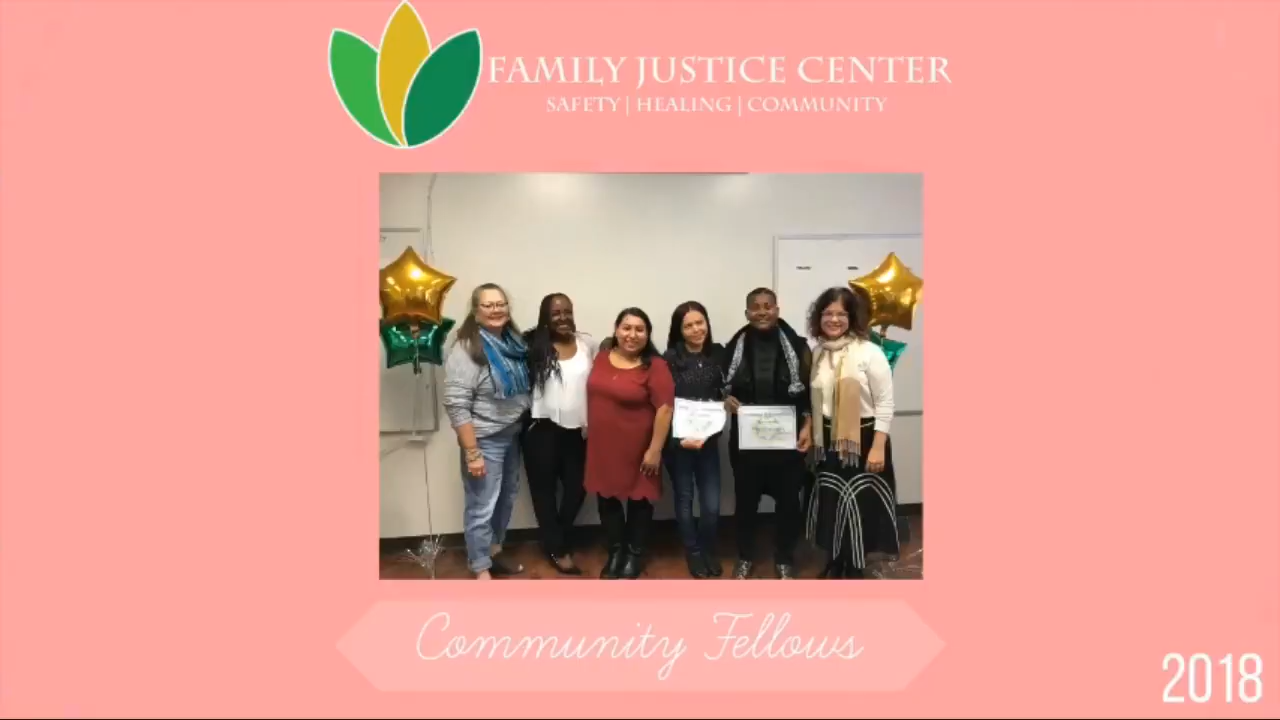 FAMILY JUSTICE CENTER
SAFETY | HEALING | COMMUNITY
Community Fellows
2018